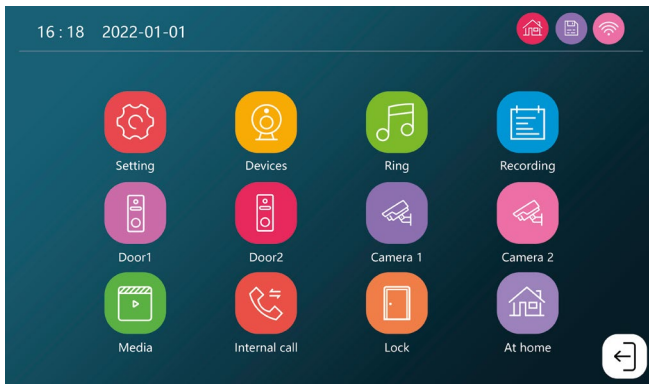 16 : 18 2022-01-01
Setting Devices Ring Recording
Door1 Door2 Camera 1 Camera 2
Media Internal call Lock At home